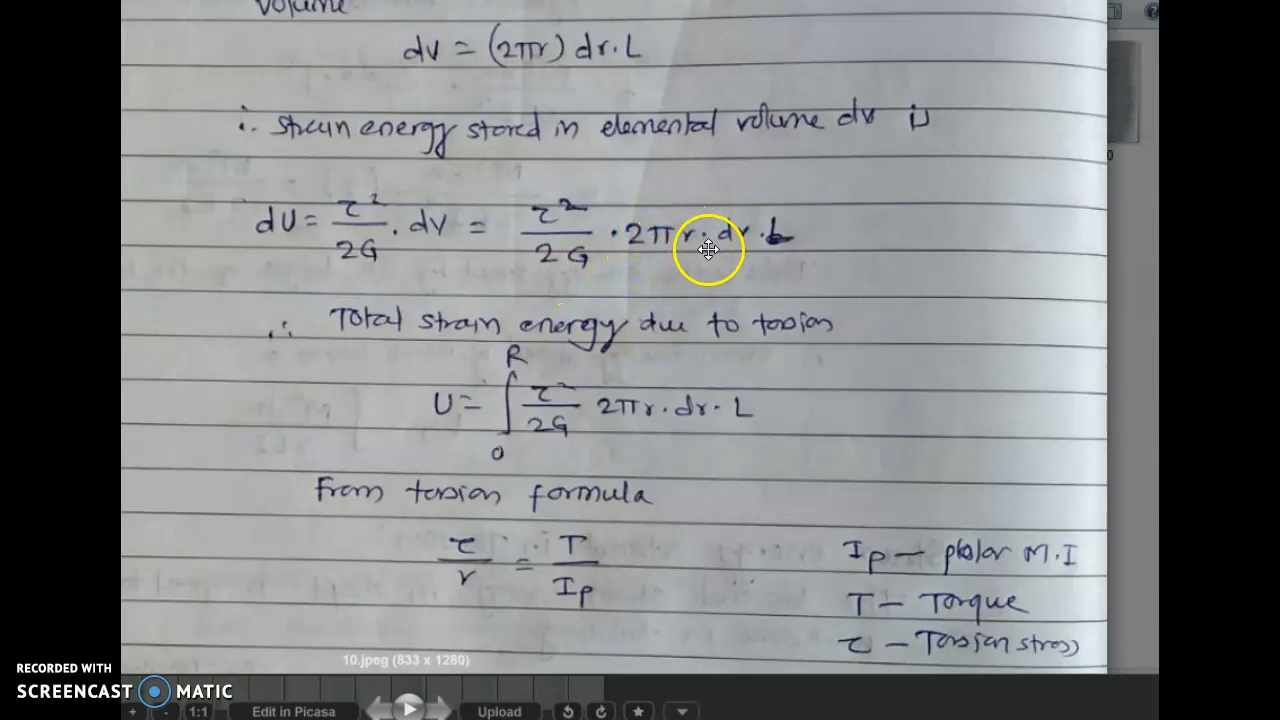 volume
dv = (2πr) dr. L
∴ strain energy stored in elemental volume dv is
dU = τ²/2G . dV = τ²/2G . 2πr. dr. L
∴ Total strain energy due to torsion
U = ∫₀ᴿ τ²/2G 2πr. dr. L
From torsion formula
τ/r = T/Ip
Ip — polar M.I
T — Torque
τ — Torsion stress
10.jpeg (833 x 1280)
RECORDED WITH
SCREENCAST MATIC
+ - 1:1 Edit in Picasa Upload